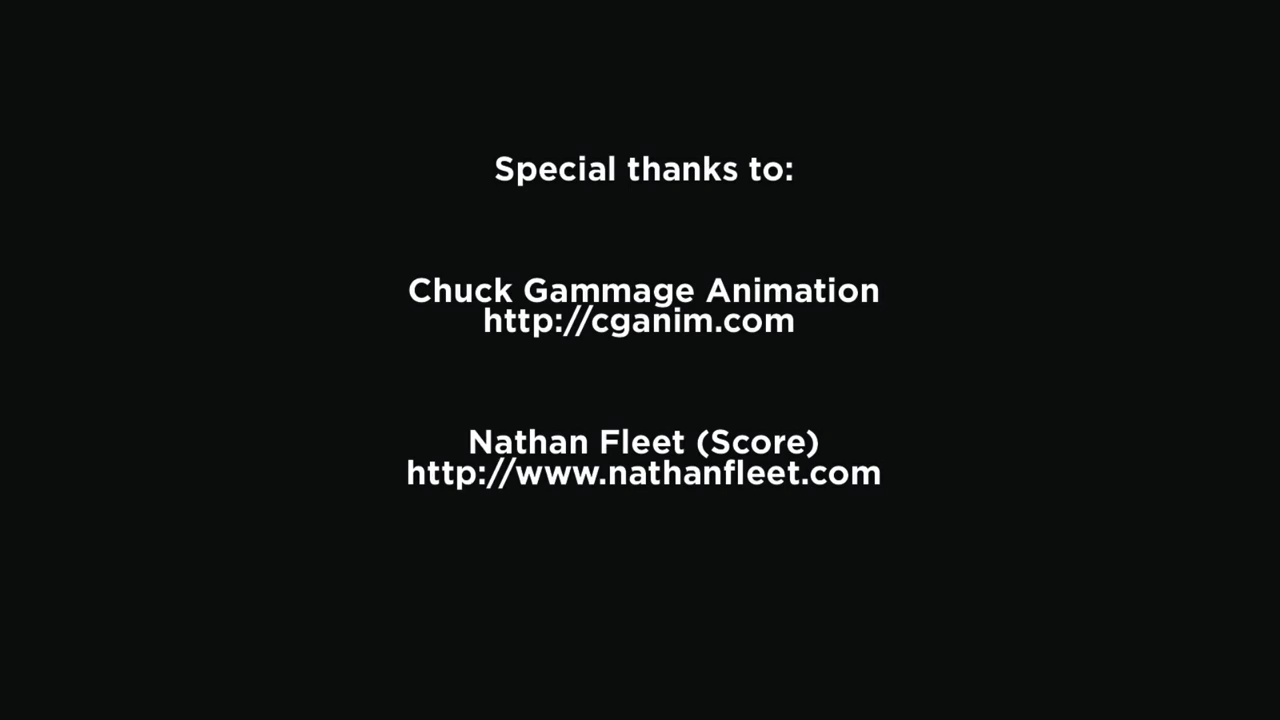 Special thanks to:
Chuck Gammage Animation
http://cganim.com
Nathan Fleet (Score)
http://www.nathanfleet.com